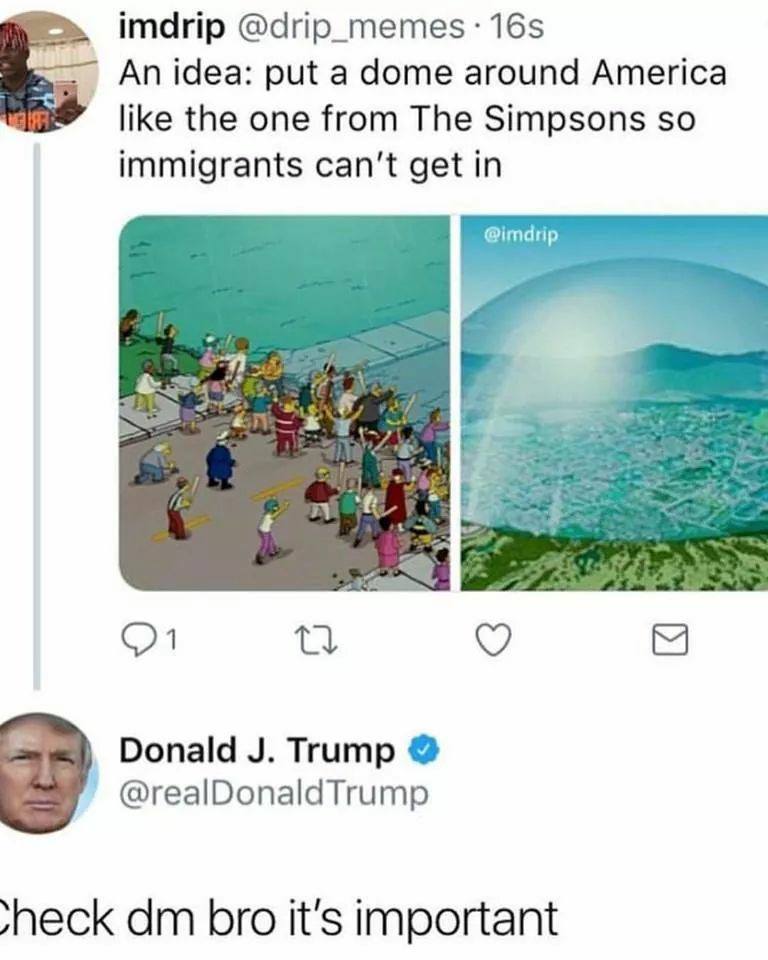 imdrip @drip_memes · 16s
An idea: put a dome around America
like the one from The Simpsons so
immigrants can't get in
@imdrip
1
Donald J. Trump
@realDonaldTrump
Check dm bro it's important